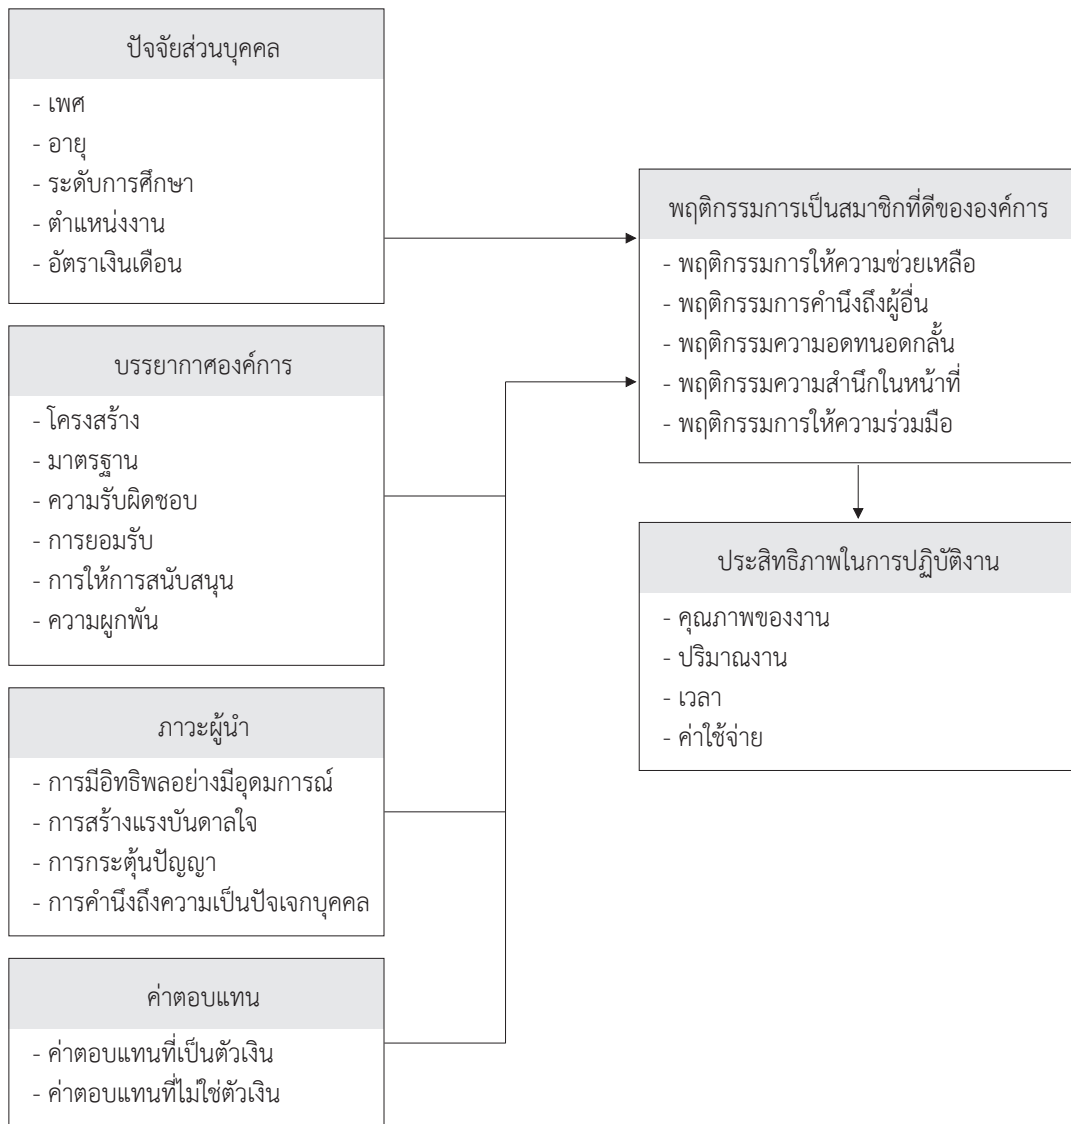 ปัจจัยส่วนบุคคล
- เพศ
- อายุ
- ระดับการศึกษา
- ตำแหน่งงาน
- อัตราเงินเดือน
บรรยากาศองค์การ
- โครงสร้าง
- มาตรฐาน
- ความรับผิดชอบ
- การยอมรับ
- การให้การสนับสนุน
- ความผูกพัน
ภาวะผู้นำ
- การมีอิทธิพลอย่างมีอุดมการณ์
- การสร้างแรงบันดาลใจ
- การกระตุ้นปัญญา
- การคำนึงถึงความเป็นปัจเจกบุคคล
ค่าตอบแทน
- ค่าตอบแทนที่เป็นตัวเงิน
- ค่าตอบแทนที่ไม่ใช่ตัวเงิน
พฤติกรรมการเป็นสมาชิกที่ดีขององค์การ
- พฤติกรรมการให้ความช่วยเหลือ
- พฤติกรรมการคำนึงถึงผู้อื่น
- พฤติกรรมความอดทนอดกลั้น
- พฤติกรรมความสำนึกในหน้าที่
- พฤติกรรมการให้ความร่วมมือ
ประสิทธิภาพในการปฏิบัติงาน
- คุณภาพของงาน
- ปริมาณงาน
- เวลา
- ค่าใช้จ่าย